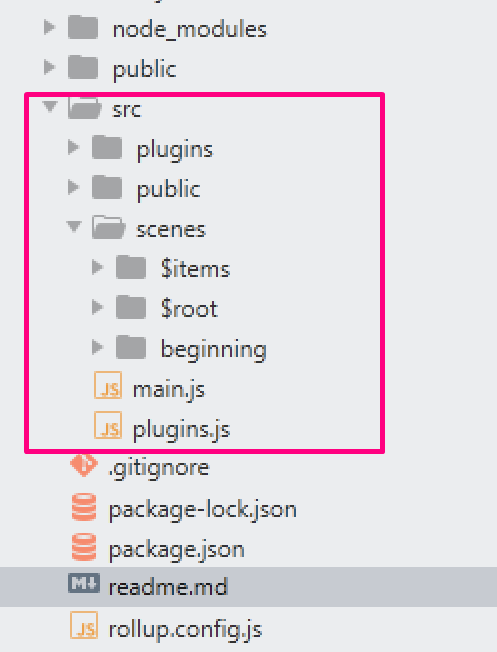 node_modules
public
src
plugins
public
scenes
$items
$root
beginning
JS main.js
JS plugins.js
.gitignore
package-lock.json
package.json
M↓ readme.md
JS rollup.config.js